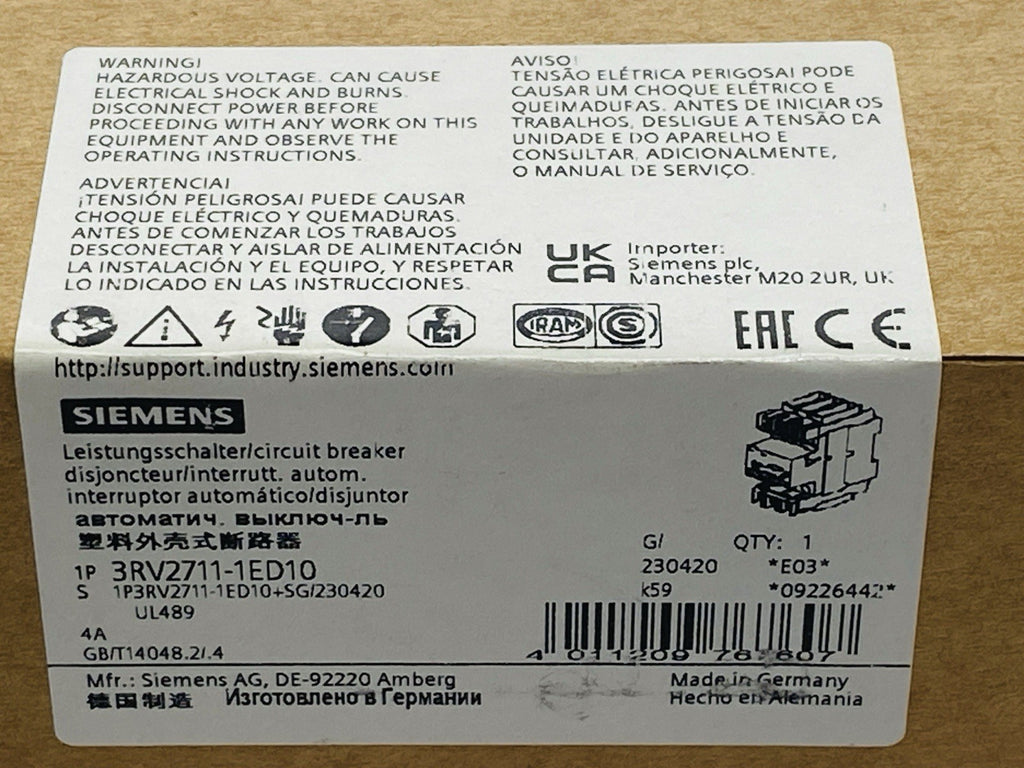 WARNING!
HAZARDOUS VOLTAGE. CAN CAUSE
ELECTRICAL SHOCK AND BURNS.
DISCONNECT POWER BEFORE
PROCEEDING WITH ANY WORK ON THIS
EQUIPMENT AND OBSERVE THE
OPERATING INSTRUCTIONS.
ADVERTENCIA!
¡TENSIÓN PELIGROSA! PUEDE CAUSAR
CHOQUE ELÉCTRICO Y QUEMADURAS.
ANTES DE COMENZAR LOS TRABAJOS
DESCONECTAR Y AISLAR DE ALIMENTACIÓN
LA INSTALACIÓN Y EL EQUIPO, Y RESPETAR
LO INDICADO EN LAS INSTRUCCIONES.
AVISO!
TENSÃO ELÉTRICA PERIGOSA! PODE
CAUSAR UM CHOQUE ELÉTRICO E
QUEIMADURAS. ANTES DE INICIAR OS
TRABALHOS, DESLIGUE A TENSÃO DA
UNIDADE E DO APARELHO E
CONSULTAR, ADICIONALMENTE,
O MANUAL DE SERVIÇO.
UK
CA
Importer:
Siemens plc,
Manchester M20 2UR, UK
IRAM S EAC CE
http://support.industry.siemens.com
SIEMENS
Leistungsschalter/circuit breaker
disjoncteur/interrutt. autom.
interruptor automático/disjuntor
автоматич. выключ-ль
塑料外壳式断路器
1P 3RV2711-1ED10
S 1P3RV2711-1ED10+SG/230420
UL489
4A
GB/T14048.2/.4
G/ QTY: 1
230420 *E03*
k59 *09226442*
4 011209 767607
Mfr.: Siemens AG, DE-92220 Amberg
德国制造 Изготовлено в Германии
Made in Germany
Hecho en Alemania